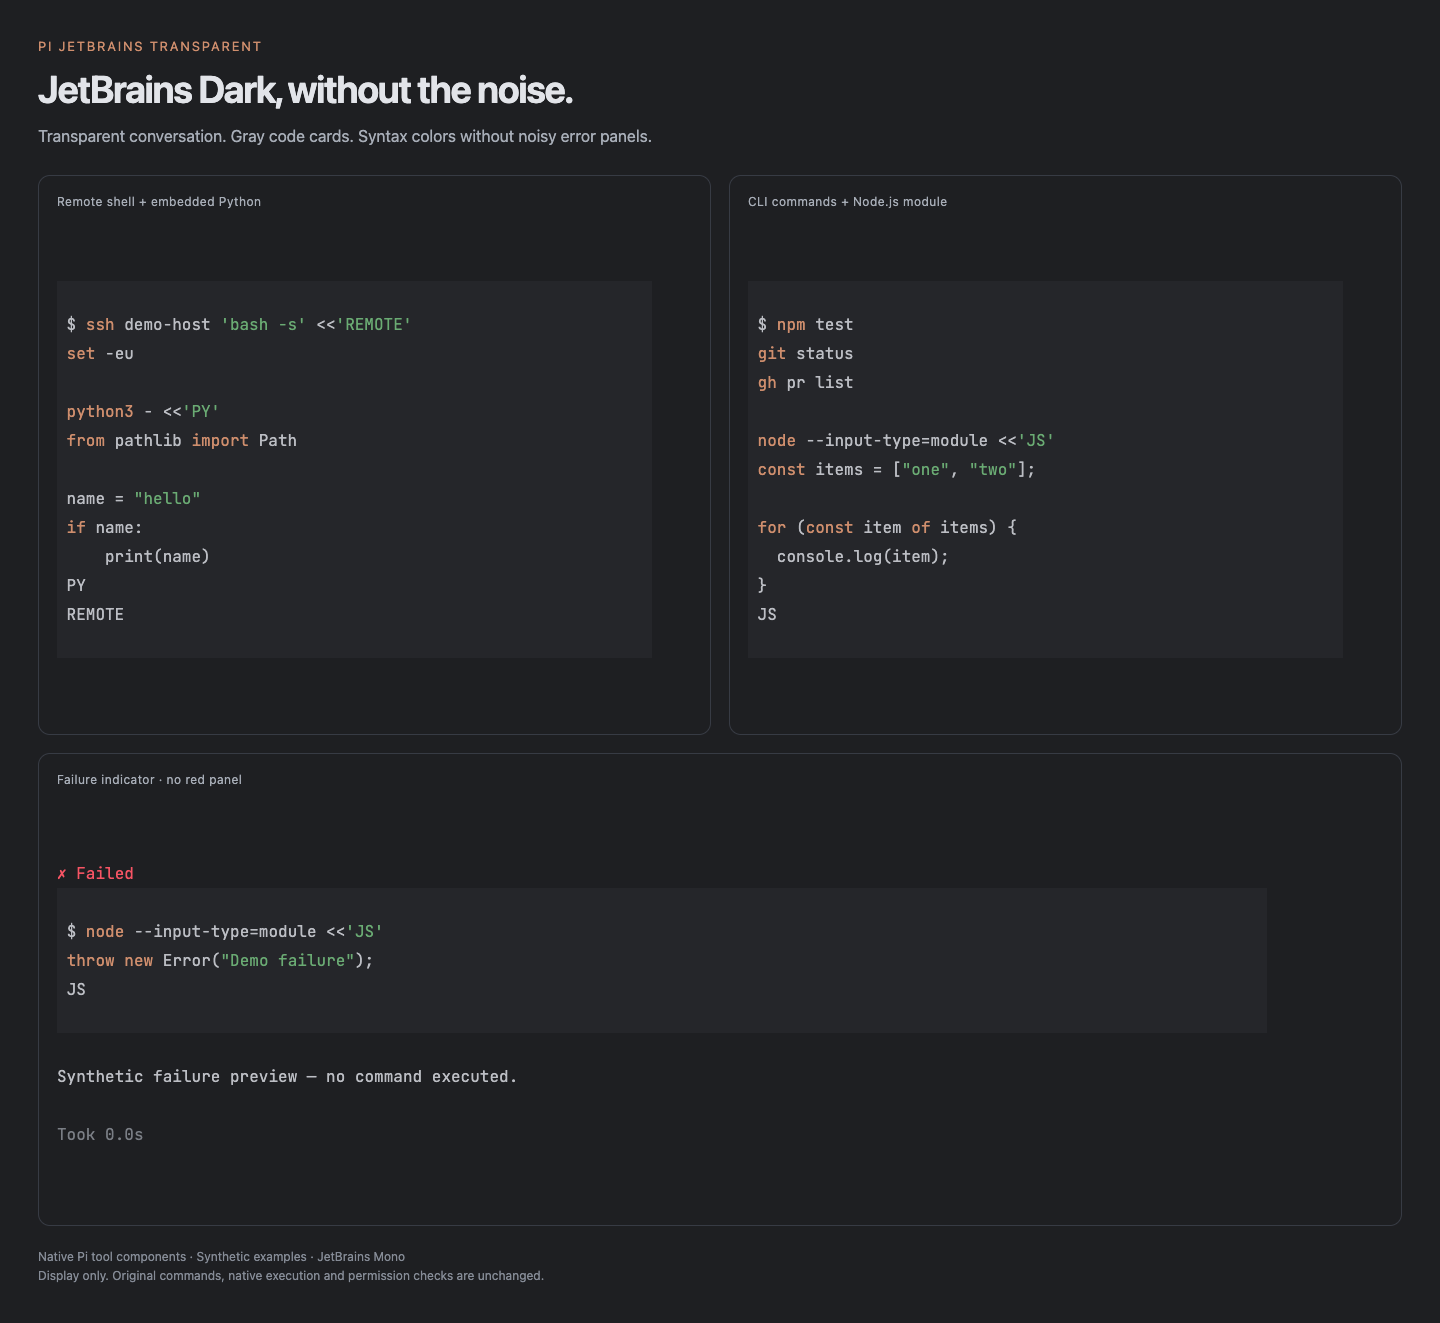 PI JETBRAINS TRANSPARENT
JetBrains Dark, without the noise.
Transparent conversation. Gray code cards. Syntax colors without noisy error panels.
Remote shell + embedded Python
$ ssh demo-host 'bash -s' <<'REMOTE'
set -eu
python3 - <<'PY'
from pathlib import Path
name = "hello"
if name:
    print(name)
PY
REMOTE
CLI commands + Node.js module
$ npm test
git status
gh pr list
node --input-type=module <<'JS'
const items = ["one", "two"];
for (const item of items) {
  console.log(item);
}
JS
Failure indicator · no red panel
✗ Failed
$ node --input-type=module <<'JS'
throw new Error("Demo failure");
JS
Synthetic failure preview — no command executed.
Took 0.0s
Native Pi tool components · Synthetic examples · JetBrains Mono
Display only. Original commands, native execution and permission checks are unchanged.